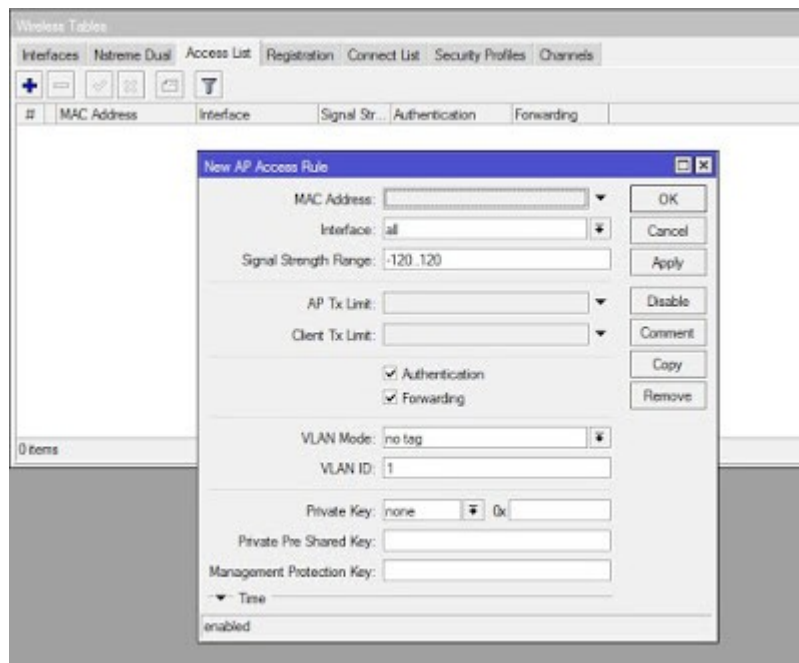 Wireless Tables
Interfaces Nstreme Dual Access List Registration Connect List Security Profiles Channels
# MAC Address Interface Signal Str... Authentication Forwarding
0 items
New AP Access Rule
MAC Address:
Interface: all
Signal Strength Range: -120..120
AP Tx Limit:
Client Tx Limit:
Authentication
Forwarding
VLAN Mode: no tag
VLAN ID: 1
Private Key: none 0x
Private Pre Shared Key:
Management Protection Key:
Time
enabled
OK
Cancel
Apply
Disable
Comment
Copy
Remove